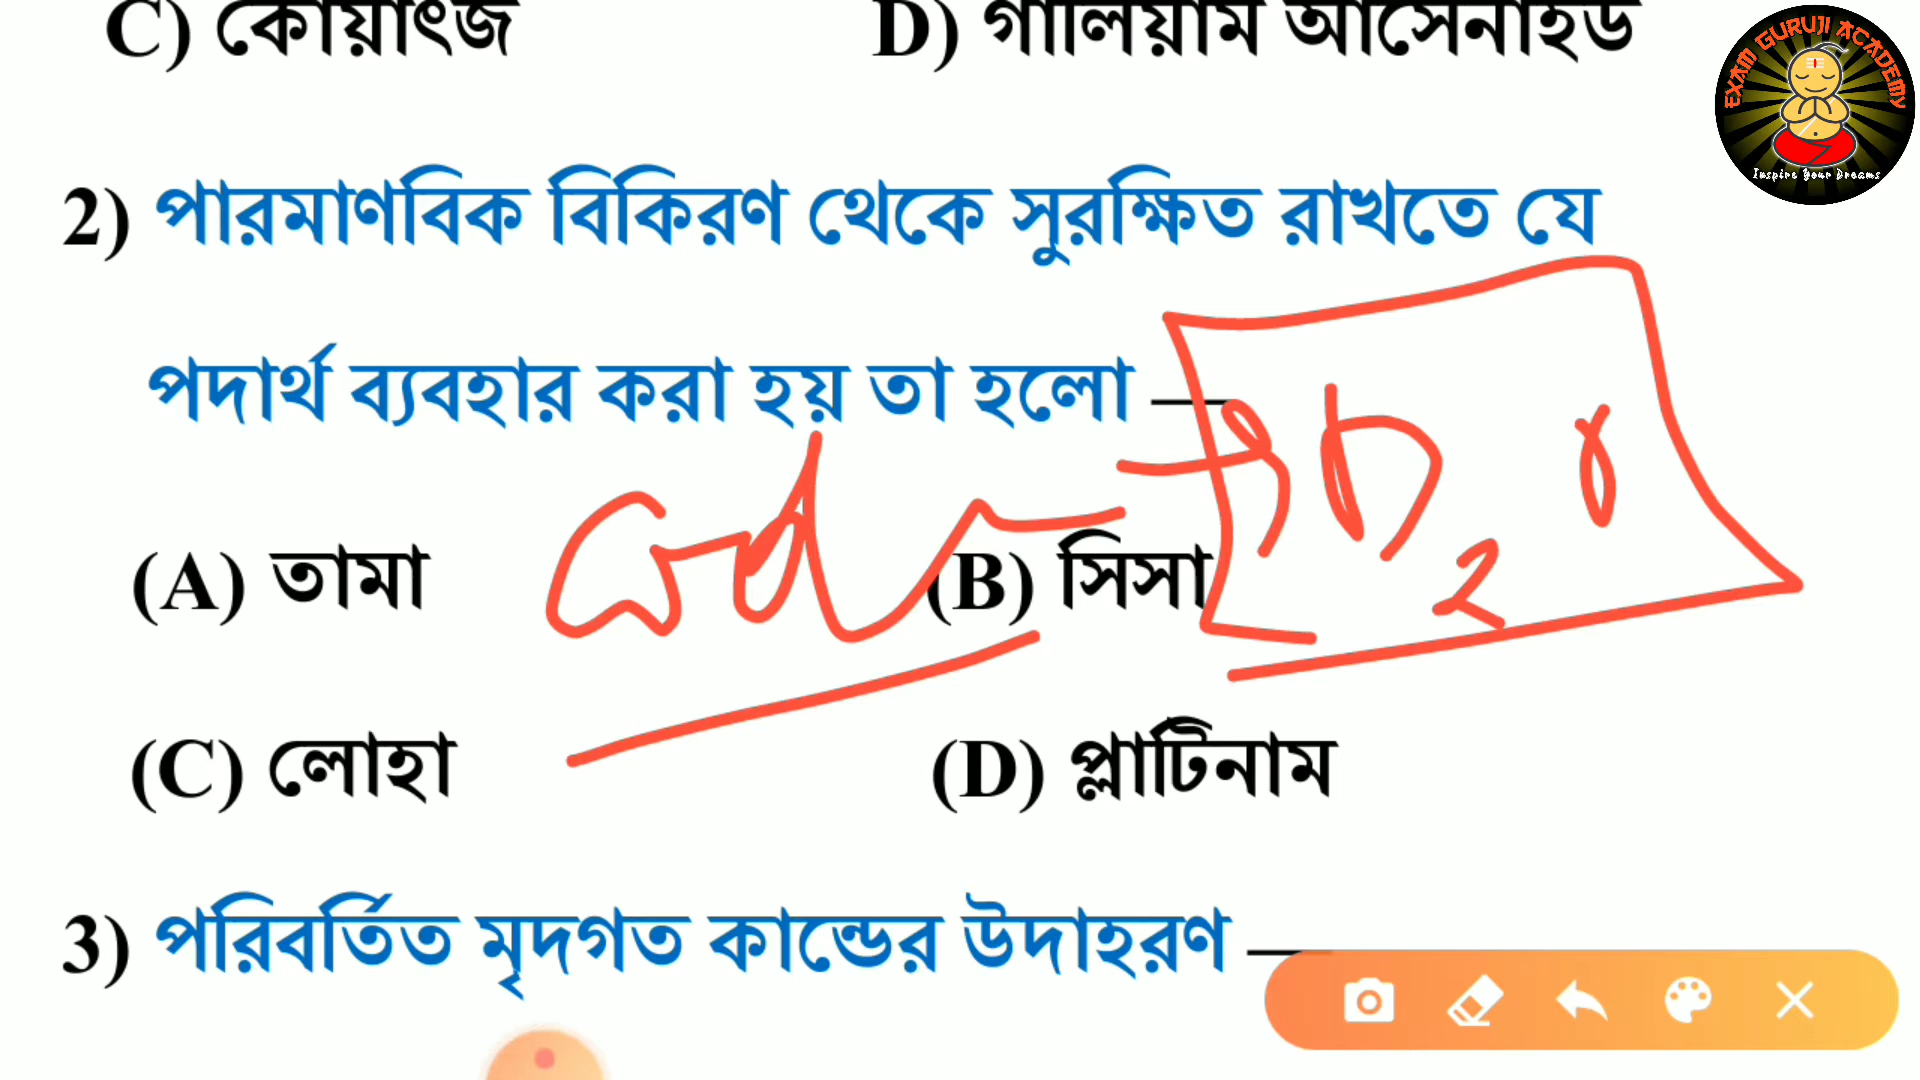 C) কোয়ার্ৎজ D) গালিয়াম আর্সেনাইড
2) পারমাণবিক বিকিরণ থেকে সুরক্ষিত রাখতে যে
পদার্থ ব্যবহার করা হয় তা হলো —
D2O
(A) তামা (B) সিসা
(C) লোহা (D) প্লাটিনাম
3) পরিবর্তিত মৃদগত কান্ডের উদাহরণ —
EXAM GURUJI ACADEMY
Inspire Your Dreams